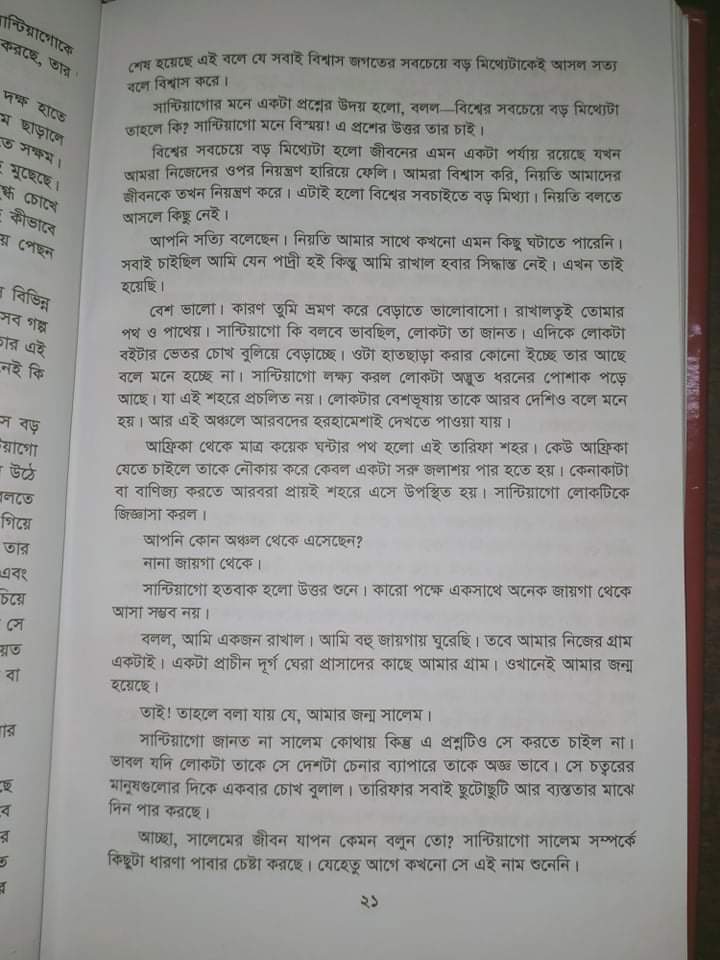 ান্টিয়াগোকে
করছে, তার
দক্ষ হাতে
ম ছাড়ালে
তে সক্ষম।
মুছেছে।
চোখে
কীভাবে
য় পেছন
বিভিন্ন
সব গল্প
তার এই
নেই কি
স বড়
য়াগো
উঠে
বলতে
গিয়ে
তার
এবং
চিয়ে
সে
য়ত
বা
শেষ হয়েছে এই বলে যে সবাই বিশ্বাস জগতের সবচেয়ে বড় মিথ্যেটাকেই আসল সত্য
বলে বিশ্বাস করে।
সান্টিয়াগোর মনে একটা প্রশ্নের উদয় হলো, বলল—বিশ্বের সবচেয়ে বড় মিথ্যেটা
তাহলে কি? সান্টিয়াগো মনে বিস্ময়! এ প্রশ্নের উত্তর তার চাই।
বিশ্বের সবচেয়ে বড় মিথ্যেটা হলো জীবনের এমন একটা পর্যায় রয়েছে যখন
আমরা নিজেদের ওপর নিয়ন্ত্রণ হারিয়ে ফেলি। আমরা বিশ্বাস করি, নিয়তি আমাদের
জীবনকে তখন নিয়ন্ত্রণ করে। এটাই হলো বিশ্বের সবচাইতে বড় মিথ্যা। নিয়তি বলতে
আসলে কিছু নেই।
আপনি সত্যি বলেছেন। নিয়তি আমার সাথে কখনো এমন কিছু ঘটাতে পারেনি।
সবাই চাইছিল আমি যেন পাদ্রী হই কিন্তু আমি রাখাল হবার সিদ্ধান্ত নেই। এখন তাই
হয়েছি।
বেশ ভালো। কারণ তুমি ভ্রমণ করে বেড়াতে ভালোবাসো। রাখালত্বই তোমার
পথ ও পাথেয়। সান্টিয়াগো কি বলবে ভাবছিল, লোকটা তা জানত। এদিকে লোকটা
বইটার ভেতর চোখ বুলিয়ে বেড়াচ্ছে। ওটা হাতছাড়া করার কোনো ইচ্ছে তার আছে
বলে মনে হচ্ছে না। সান্টিয়াগো লক্ষ্য করল লোকটা অদ্ভুত ধরনের পোশাক পড়ে
আছে। যা এই শহরে প্রচলিত নয়। লোকটার বেশভূষায় তাকে আরব দেশিও বলে মনে
হয়। আর এই অঞ্চলে আরবদের হরহামেশাই দেখতে পাওয়া যায়।
আফ্রিকা থেকে মাত্র কয়েক ঘন্টার পথ হলো এই তারিফা শহর। কেউ আফ্রিকা
যেতে চাইলে তাকে নৌকায় করে কেবল একটা সরু জলাশয় পার হতে হয়। কেনাকাটা
বা বাণিজ্য করতে আরবরা প্রায়ই শহরে এসে উপস্থিত হয়। সান্টিয়াগো লোকটিকে
জিজ্ঞাসা করল।
আপনি কোন অঞ্চল থেকে এসেছেন?
নানা জায়গা থেকে।
সান্টিয়াগো হতবাক হলো উত্তর শুনে। কারো পক্ষে একসাথে অনেক জায়গা থেকে
আসা সম্ভব নয়।
বলল, আমি একজন রাখাল। আমি বহু জায়গায় ঘুরেছি। তবে আমার নিজের গ্রাম
একটাই। একটা প্রাচীন দূর্গ ঘেরা প্রাসাদের কাছে আমার গ্রাম। ওখানেই আমার জন্ম
হয়েছে।
তাই! তাহলে বলা যায় যে, আমার জন্ম সালেম।
সান্টিয়াগো জানত না সালেম কোথায় কিন্তু এ প্রশ্নটিও সে করতে চাইল না।
ভাবল যদি লোকটা তাকে সে দেশটা চেনার ব্যাপারে তাকে অজ্ঞ ভাবে। সে চত্বরের
মানুষগুলোর দিকে একবার চোখ বুলাল। তারিফার সবাই ছুটোছুটি আর ব্যস্ততার মাঝে
দিন পার করছে।
আচ্ছা, সালেমের জীবন যাপন কেমন বলুন তো? সান্টিয়াগো সালেম সম্পর্কে
কিছুটা ধারণা পাবার চেষ্টা করছে। যেহেতু আগে কখনো সে এই নাম শুনেনি।
২১